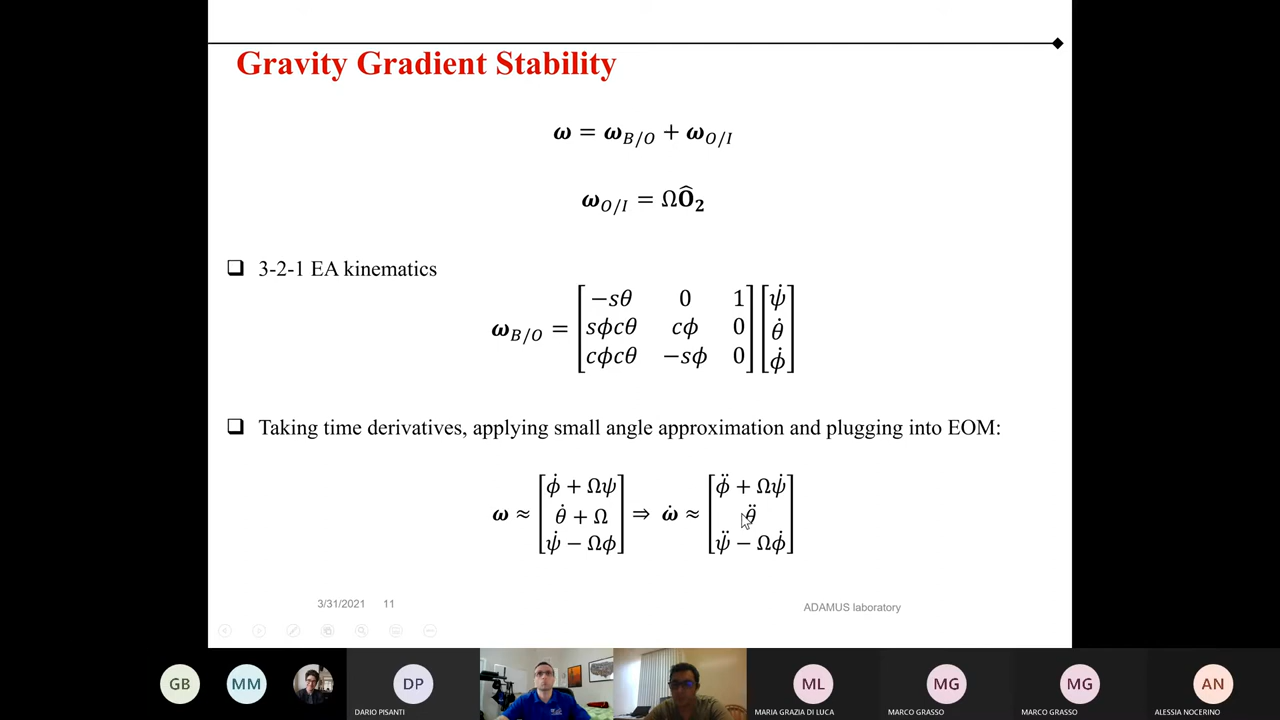 Gravity Gradient Stability
𝝎 = 𝝎_{B/O} + 𝝎_{O/I}
𝝎_{O/I} = ΩÔ₂
❑ 3-2-1 EA kinematics
𝝎_{B/O} = [−sθ 0 1; sϕcθ cϕ 0; cϕcθ −sϕ 0] [ψ̇; θ̇; ϕ̇]
❑ Taking time derivatives, applying small angle approximation and plugging into EOM:
𝝎 ≈ [ϕ̇ + Ωψ; θ̇ + Ω; ψ̇ − Ωϕ] ⇒ 𝝎̇ ≈ [ϕ̈ + Ωψ̇; θ̈; ψ̈ − Ωϕ̇]
3/31/2021 11 ADAMUS laboratory
GB MM DP ML MG MG AN
DARIO PISANTI MARIA GRAZIA DI LUCA MARCO GRASSO MARCO GRASSO ALESSIA NOCERINO